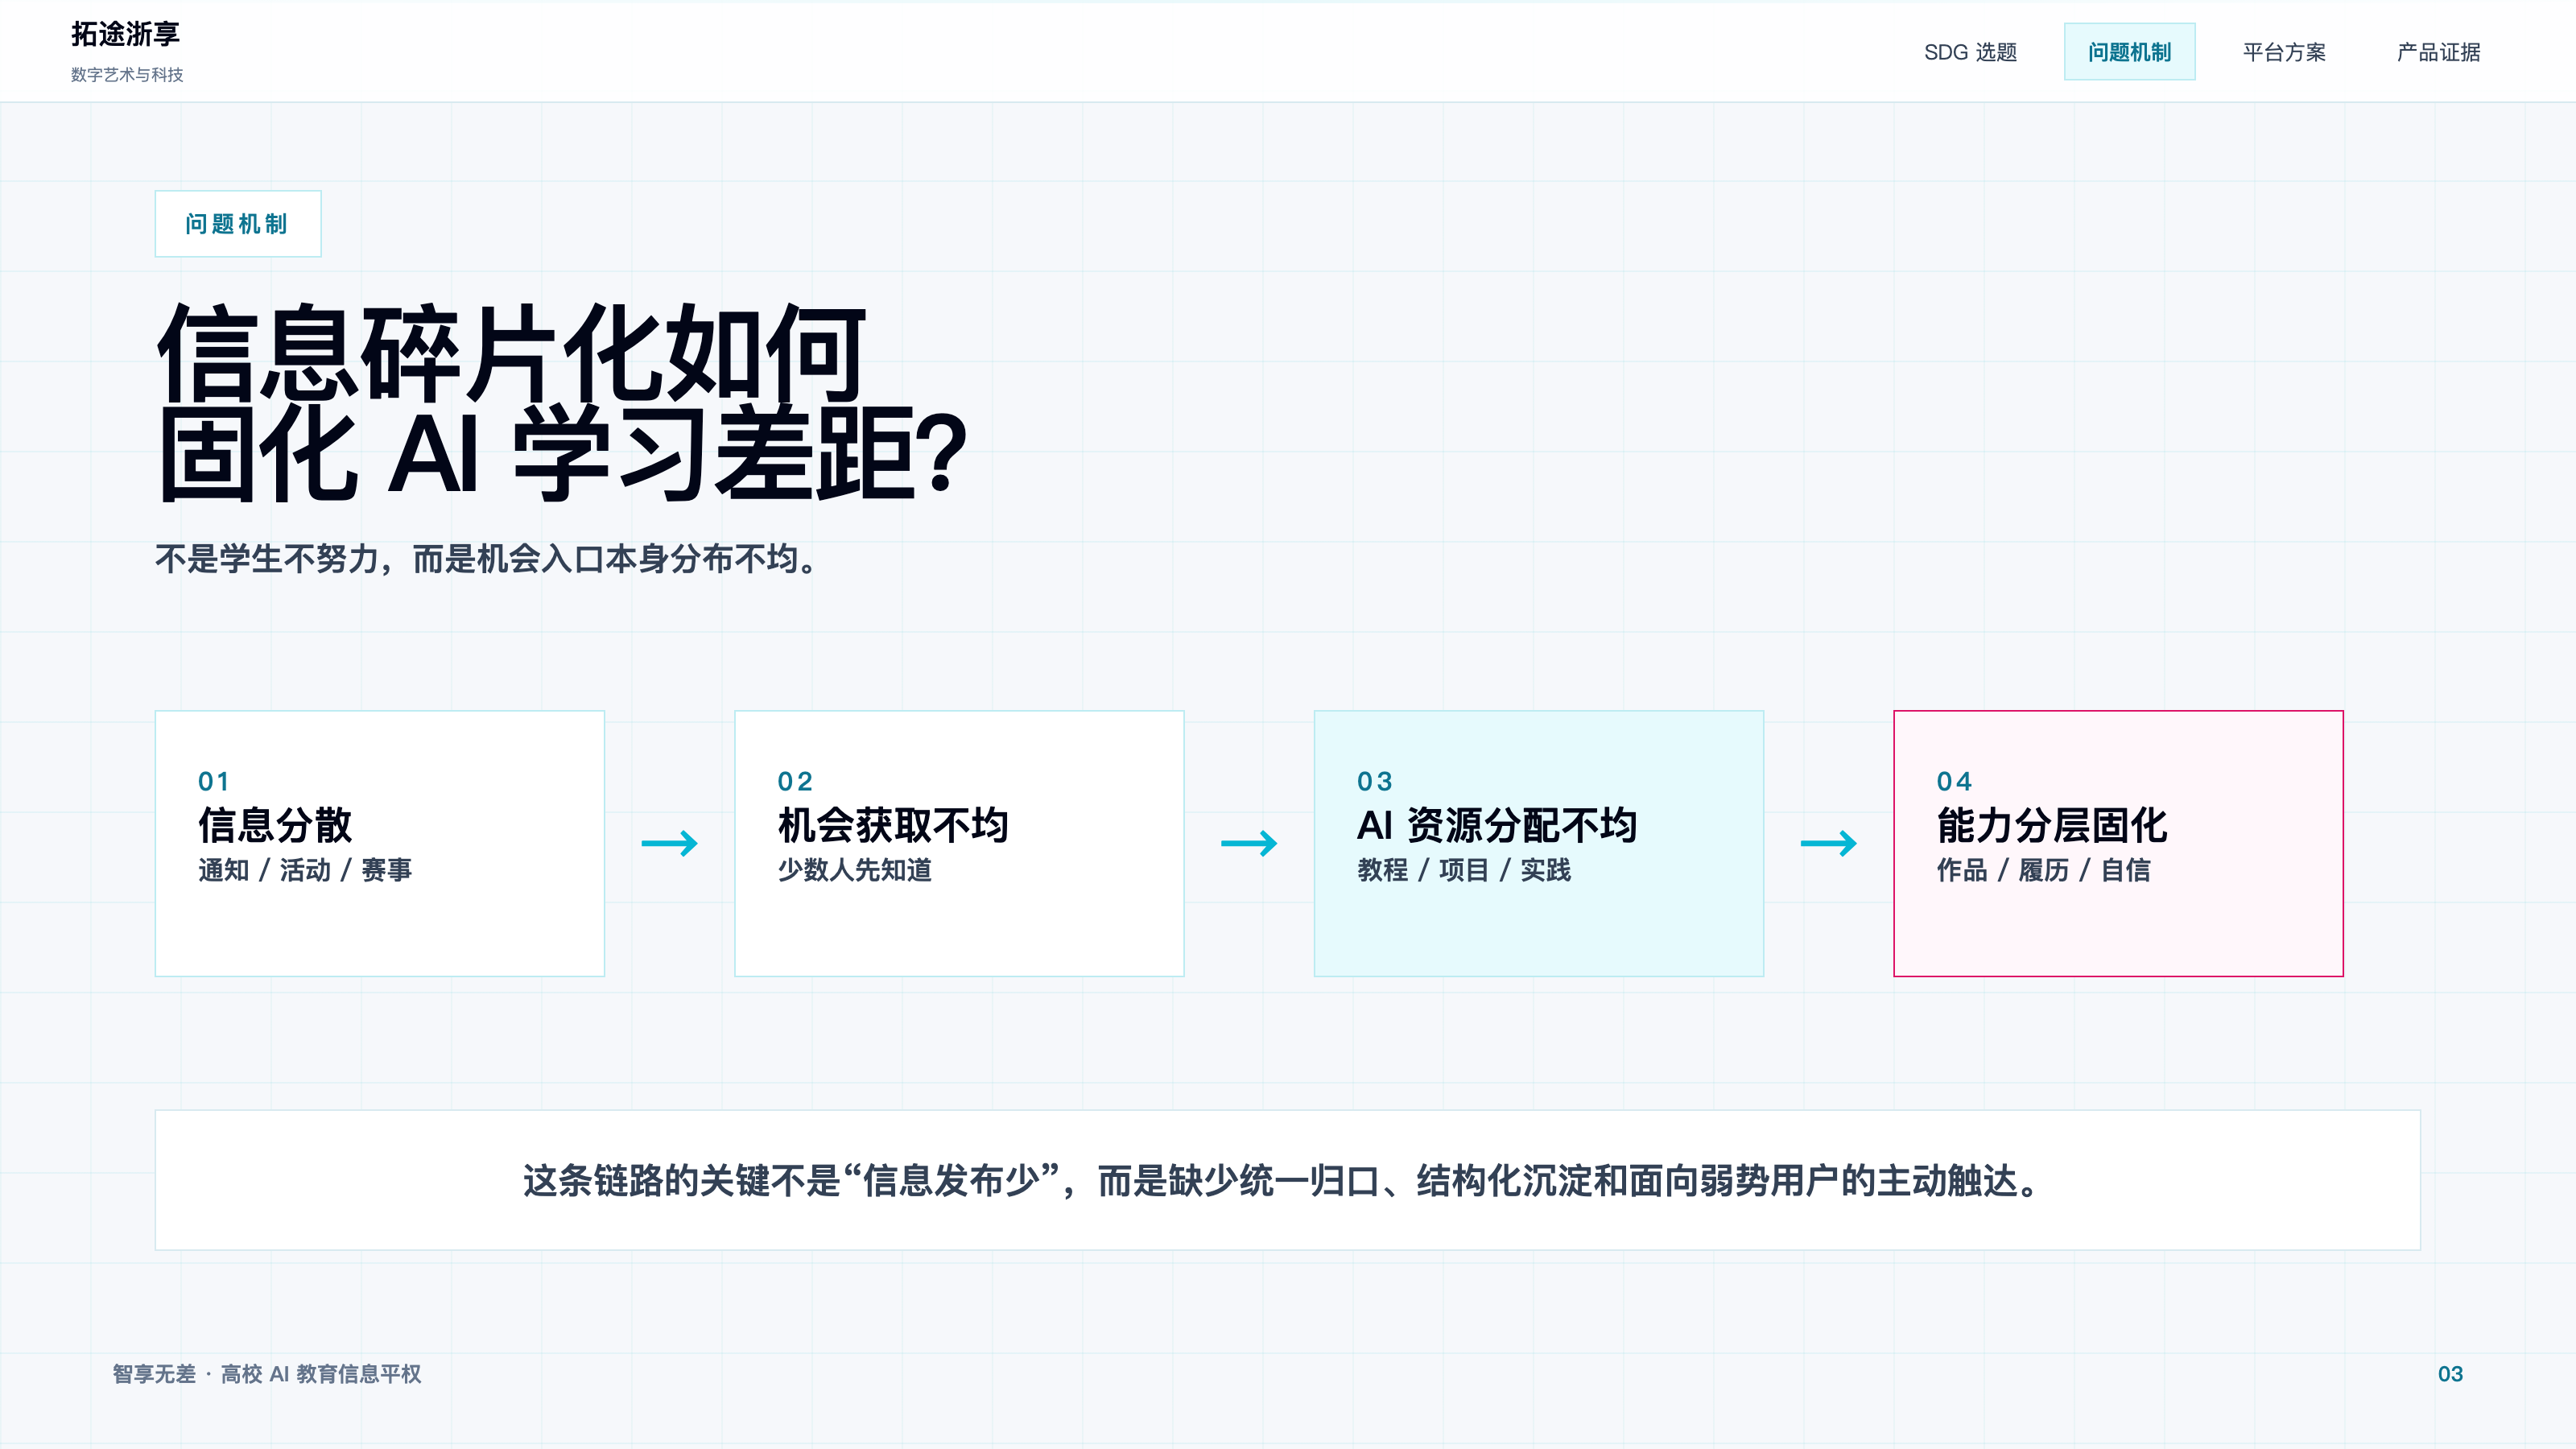 拓途浙享
数字艺术与科技
SDG 选题
问题机制
平台方案
产品证据
问题机制
信息碎片化如何
固化 AI 学习差距?
不是学生不努力，而是机会入口本身分布不均。
01
信息分散
通知 / 活动 / 赛事
02
机会获取不均
少数人先知道
03
AI 资源分配不均
教程 / 项目 / 实践
04
能力分层固化
作品 / 履历 / 自信
这条链路的关键不是“信息发布少”，而是缺少统一归口、结构化沉淀和面向弱势用户的主动触达。
智享无差 · 高校 AI 教育信息平权
03